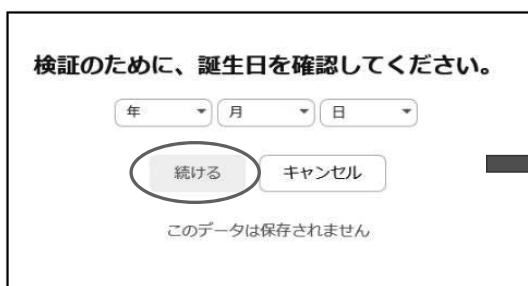 検証のために、誕生日を確認してください。
年 月 日
続ける キャンセル
このデータは保存されません